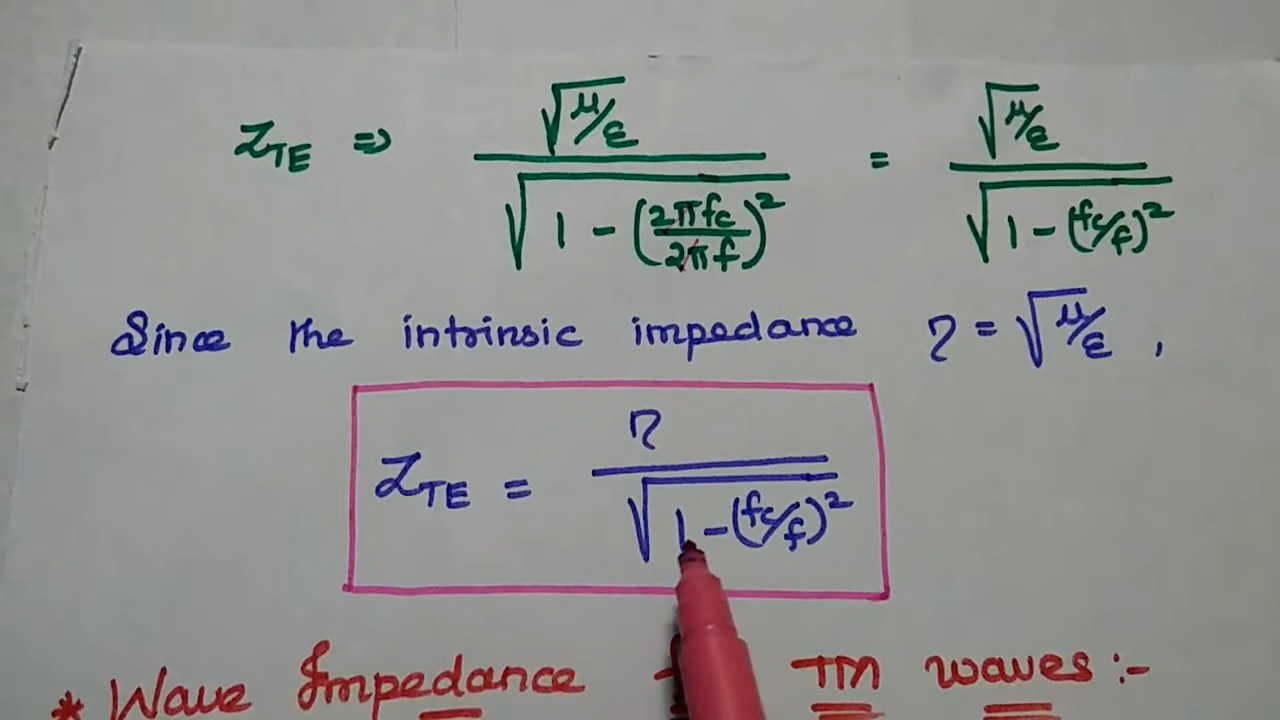 Z_TE ⇒ √(μ/ε) / √(1 - (2πfc/2πf)²) = √(μ/ε) / √(1 - (fc/f)²)
Since the intrinsic impedance η = √(μ/ε) ,
Z_TE = η / √(1 - (fc/f)²)
* Wave Impedance TM waves :-